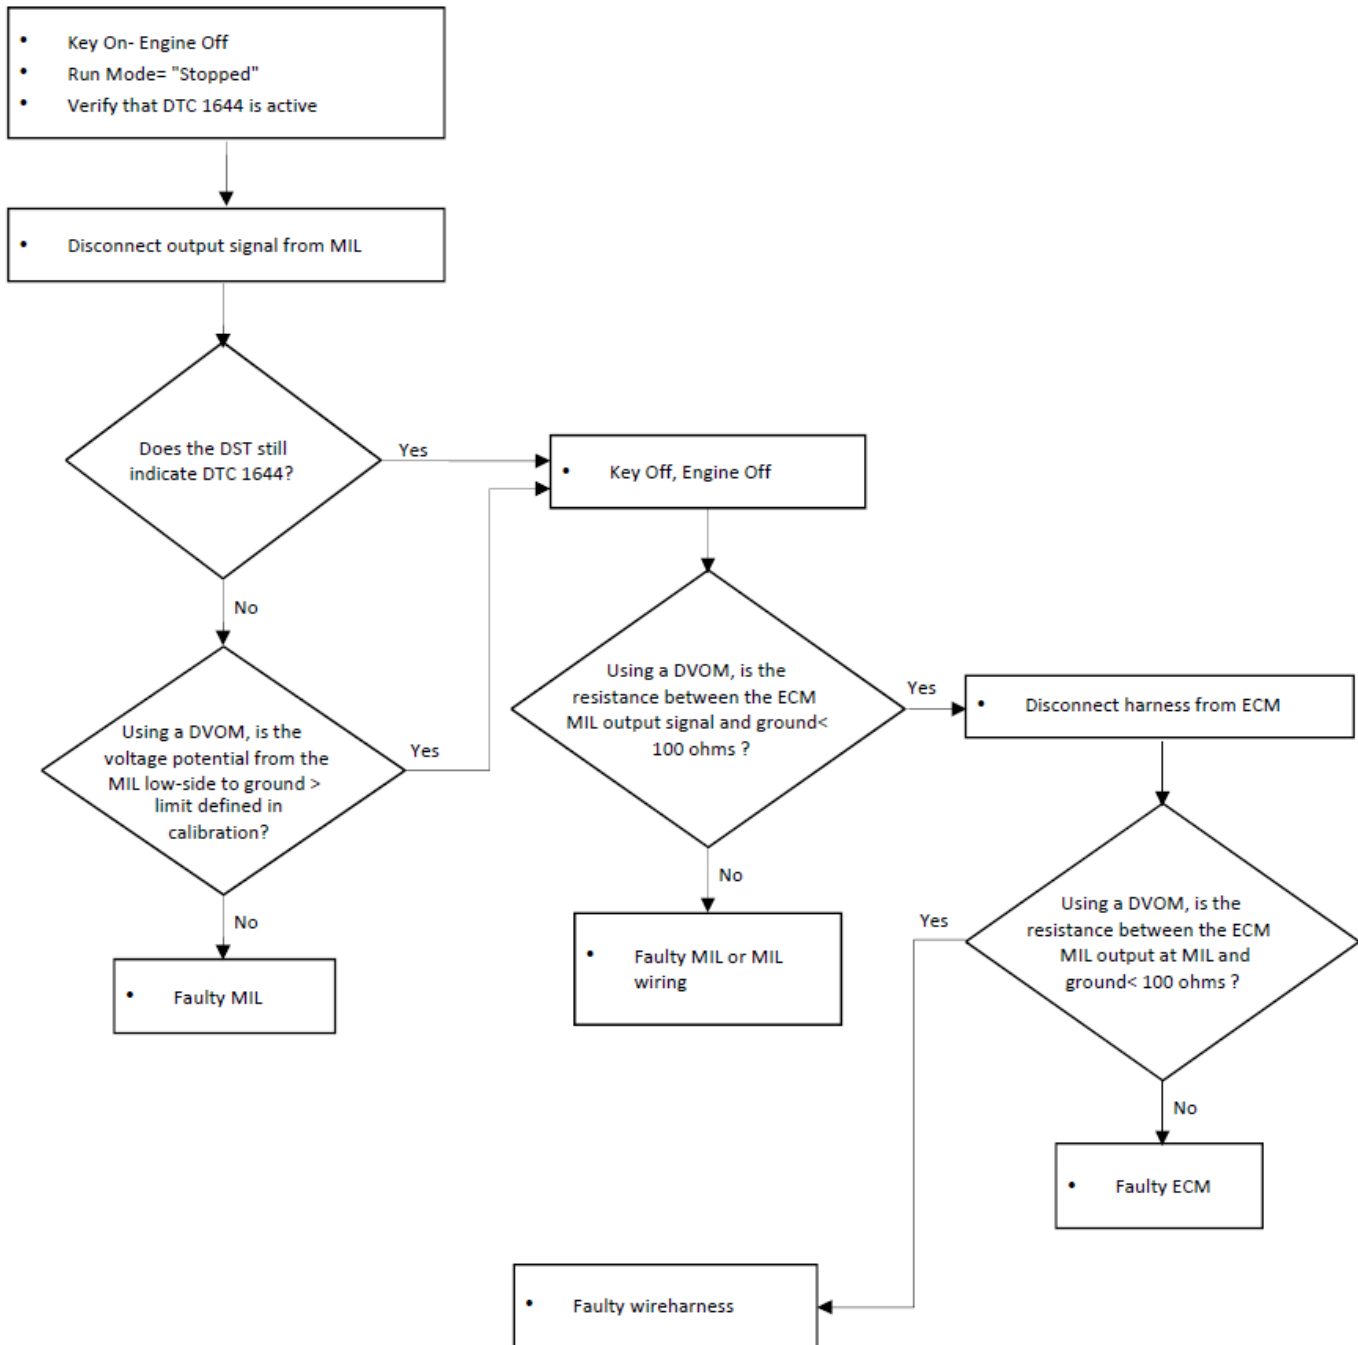 • Key On- Engine Off
• Run Mode= "Stopped"
• Verify that DTC 1644 is active
• Disconnect output signal from MIL
Does the DST still
indicate DTC 1644?
Yes
• Key Off, Engine Off
No
Using a DVOM, is the
voltage potential from the
MIL low-side to ground >
limit defined in
calibration?
Yes
Using a DVOM, is the
resistance between the ECM
MIL output signal and ground<
100 ohms ?
Yes
• Disconnect harness from ECM
No
• Faulty MIL
No
• Faulty MIL or MIL
wiring
Using a DVOM, is the
resistance between the ECM
MIL output at MIL and
ground< 100 ohms ?
Yes
No
• Faulty ECM
• Faulty wireharness